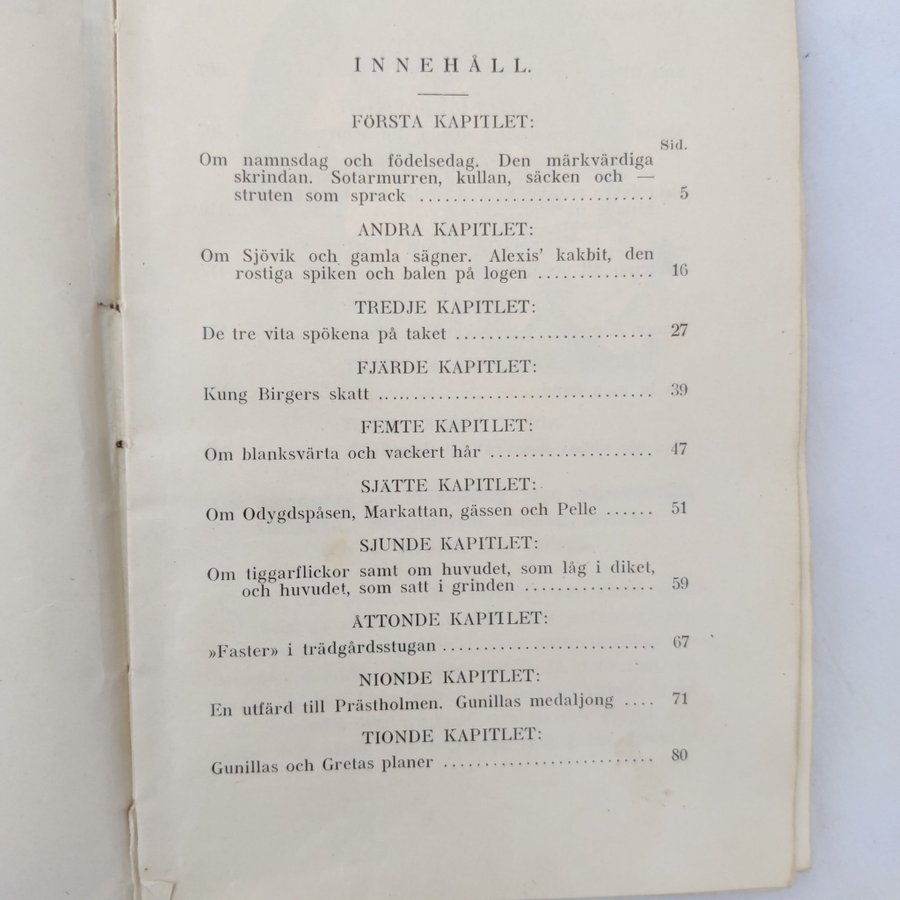 INNEHÅLL.
FÖRSTA KAPITLET:
Sid.
Om namnsdag och födelsedag. Den märkvärdiga
skrindan. Sotarmurren, kullan, säcken och —
struten som sprack ............................ 5
ANDRA KAPITLET:
Om Sjövik och gamla sägner. Alexis’ kakbit, den
rostiga spiken och balen på logen .............. 16
TREDJE KAPITLET:
De tre vita spökena på taket ........................ 27
FJÄRDE KAPITLET:
Kung Birgers skatt .................................. 39
FEMTE KAPITLET:
Om blanksvärta och vackert hår .................... 47
SJÄTTE KAPITLET:
Om Odygdspåsen, Markattan, gässen och Pelle ...... 51
SJUNDE KAPITLET:
Om tiggarflickor samt om huvudet, som låg i diket,
och huvudet, som satt i grinden ................ 59
ÅTTONDE KAPITLET:
»Faster» i trädgårdsstugan .......................... 67
NIONDE KAPITLET:
En utfärd till Prästholmen. Gunillas medaljong .... 71
TIONDE KAPITLET:
Gunillas och Gretas planer .......................... 80